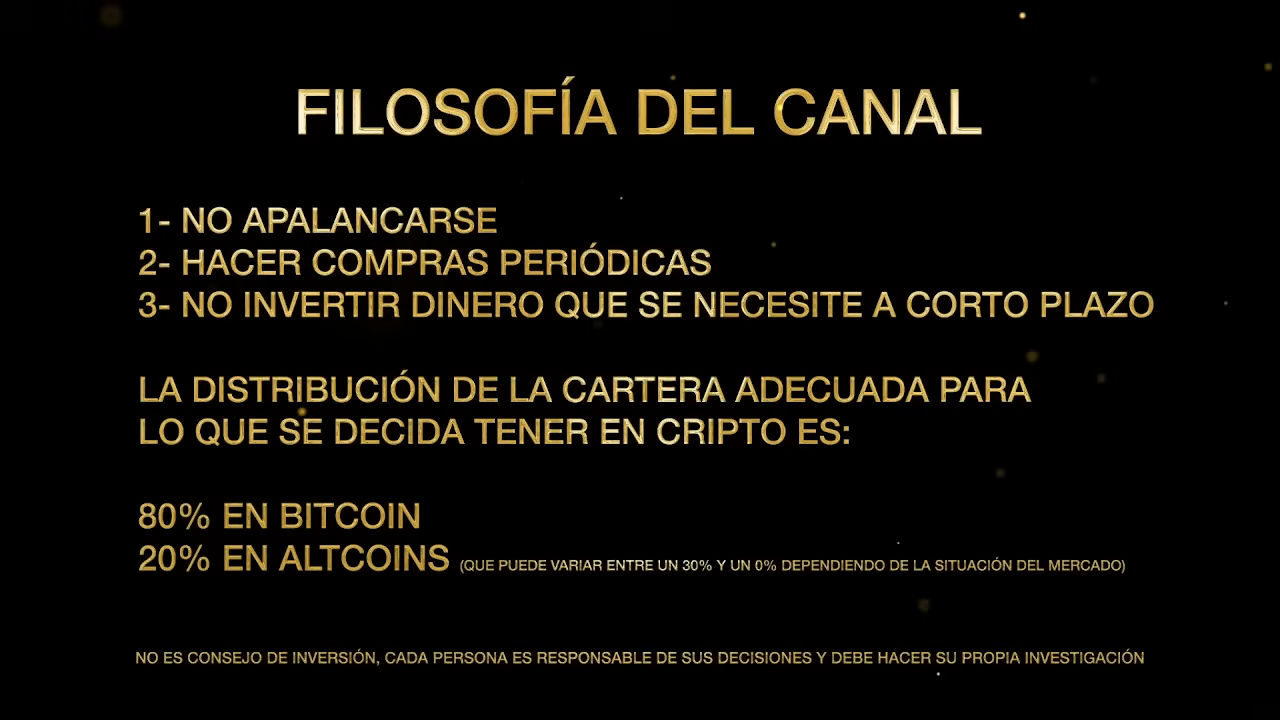 FILOSOFÍA DEL CANAL
1- NO APALANCARSE
2- HACER COMPRAS PERIÓDICAS
3- NO INVERTIR DINERO QUE SE NECESITE A CORTO PLAZO
LA DISTRIBUCIÓN DE LA CARTERA ADECUADA PARA
LO QUE SE DECIDA TENER EN CRIPTO ES:
80% EN BITCOIN
20% EN ALTCOINS (QUE PUEDE VARIAR ENTRE UN 30% Y UN 0% DEPENDIENDO DE LA SITUACIÓN DEL MERCADO)
NO ES CONSEJO DE INVERSIÓN, CADA PERSONA ES RESPONSABLE DE SUS DECISIONES Y DEBE HACER SU PROPIA INVESTIGACIÓN